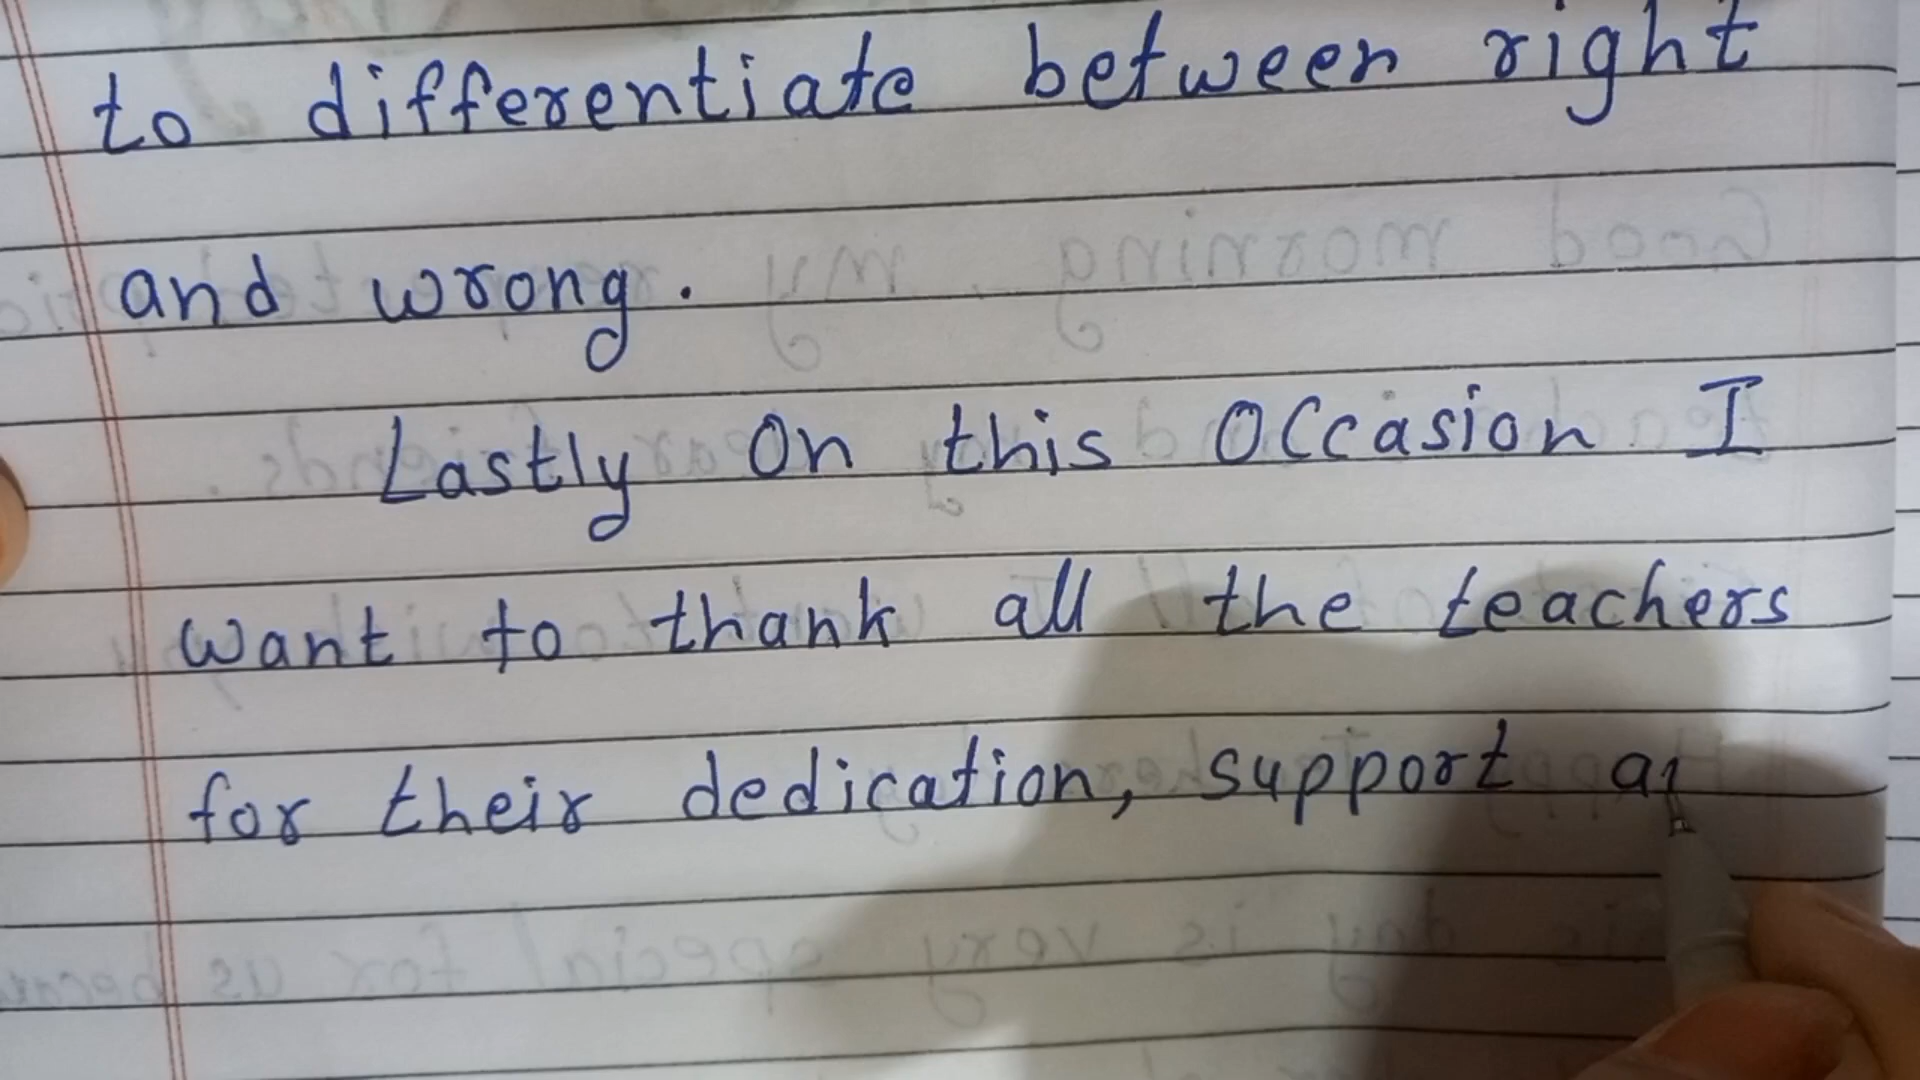 to differentiate between right
and wrong.
Lastly On this Occasion I
want to thank all the teachers
for their dedication, support